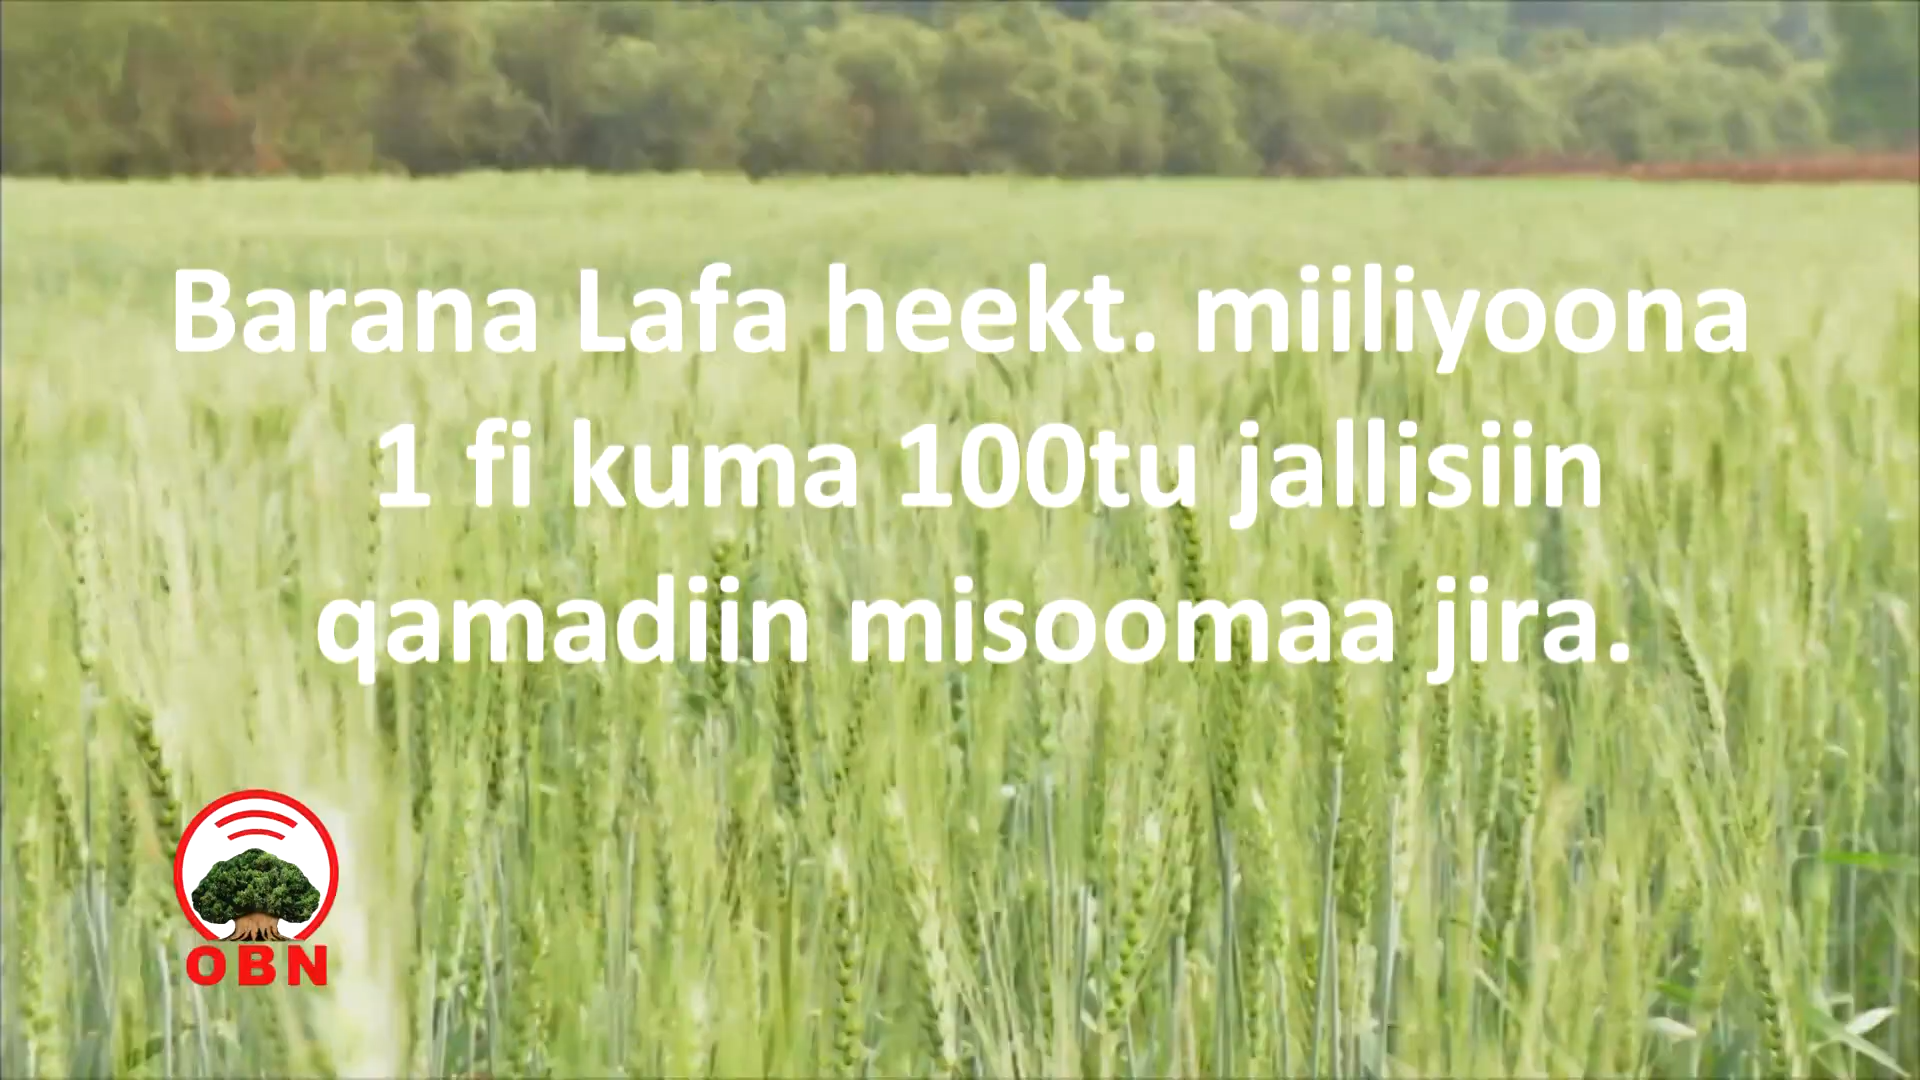 Barana Lafa heekt. miiliyoona
1 fi kuma 100tu jallisiin
qamadiin misoomaa jira.
OBN